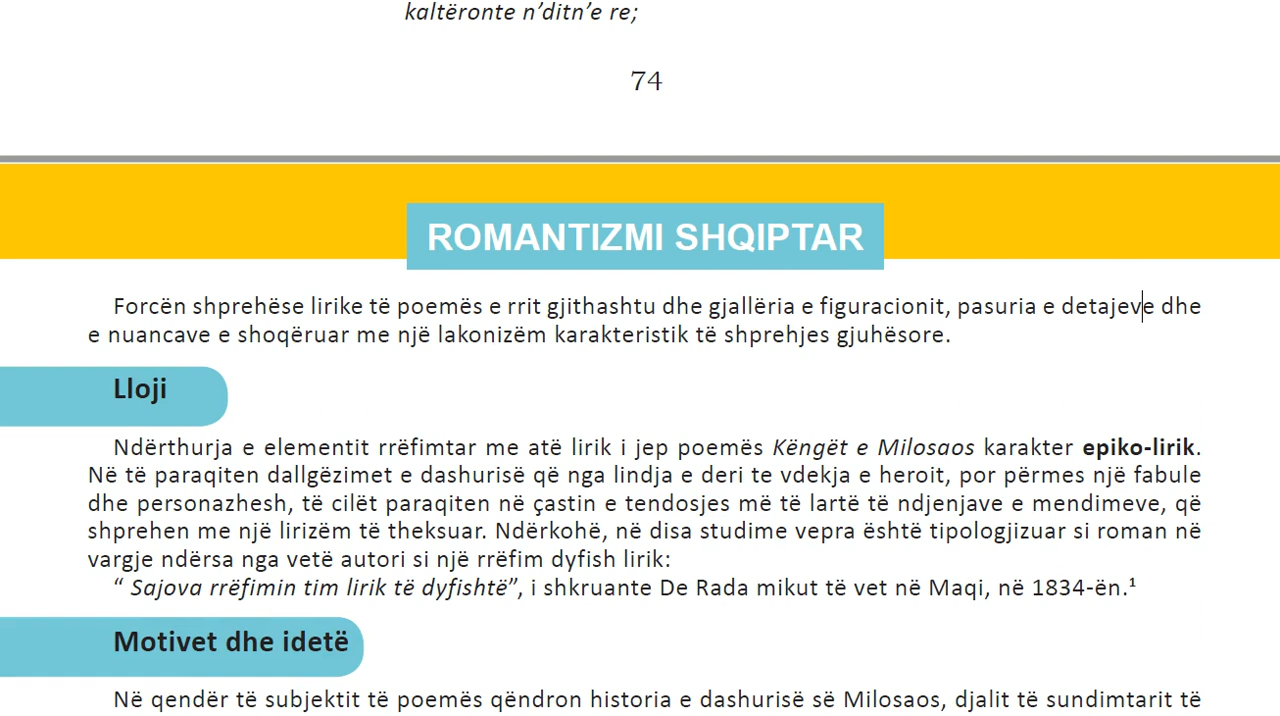 kaltëronte n’ditn’e re;
74
ROMANTIZMI SHQIPTAR
Forcën shprehëse lirike të poemës e rrit gjithashtu dhe gjallëria e figuracionit, pasuria e detajeve dhe
e nuancave e shoqëruar me një lakonizëm karakteristik të shprehjes gjuhësore.
Lloji
Ndërthurja e elementit rrëfimtar me atë lirik i jep poemës Këngët e Milosaos karakter epiko-lirik.
Në të paraqiten dallgëzimet e dashurisë që nga lindja e deri te vdekja e heroit, por përmes një fabule
dhe personazhesh, të cilët paraqiten në çastin e tendosjes më të lartë të ndjenjave e mendimeve, që
shprehen me një lirizëm të theksuar. Ndërkohë, në disa studime vepra është tipologjizuar si roman në
vargje ndërsa nga vetë autori si një rrëfim dyfish lirik:
“ Sajova rrëfimin tim lirik të dyfishtë”, i shkruante De Rada mikut të vet në Maqi, në 1834-ën.¹
Motivet dhe idetë
Në qendër të subjektit të poemës qëndron historia e dashurisë së Milosaos, djalit të sundimtarit të